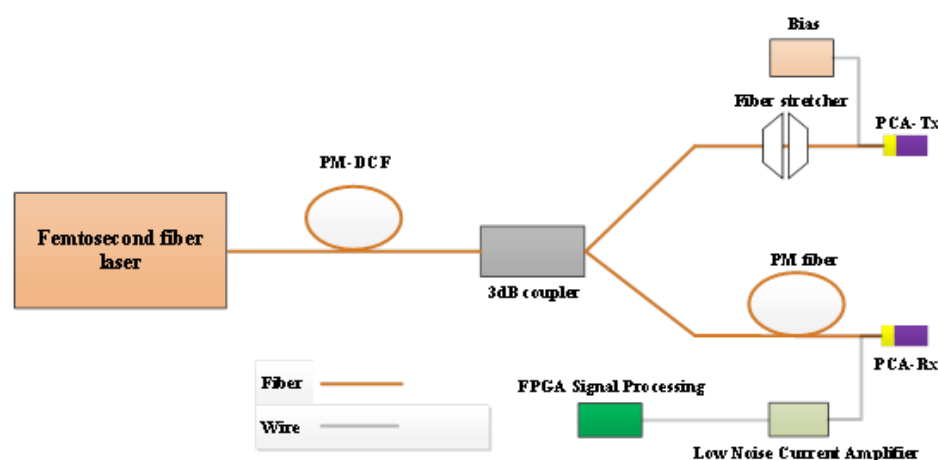 Bias
Fiber stretcher
PCA-Tx
PM-DCF
Femtosecond fiber
laser
3dB coupler
PM fiber
PCA-Rx
Fiber
Wire
FPGA Signal Processing
Low Noise Current Amplifier